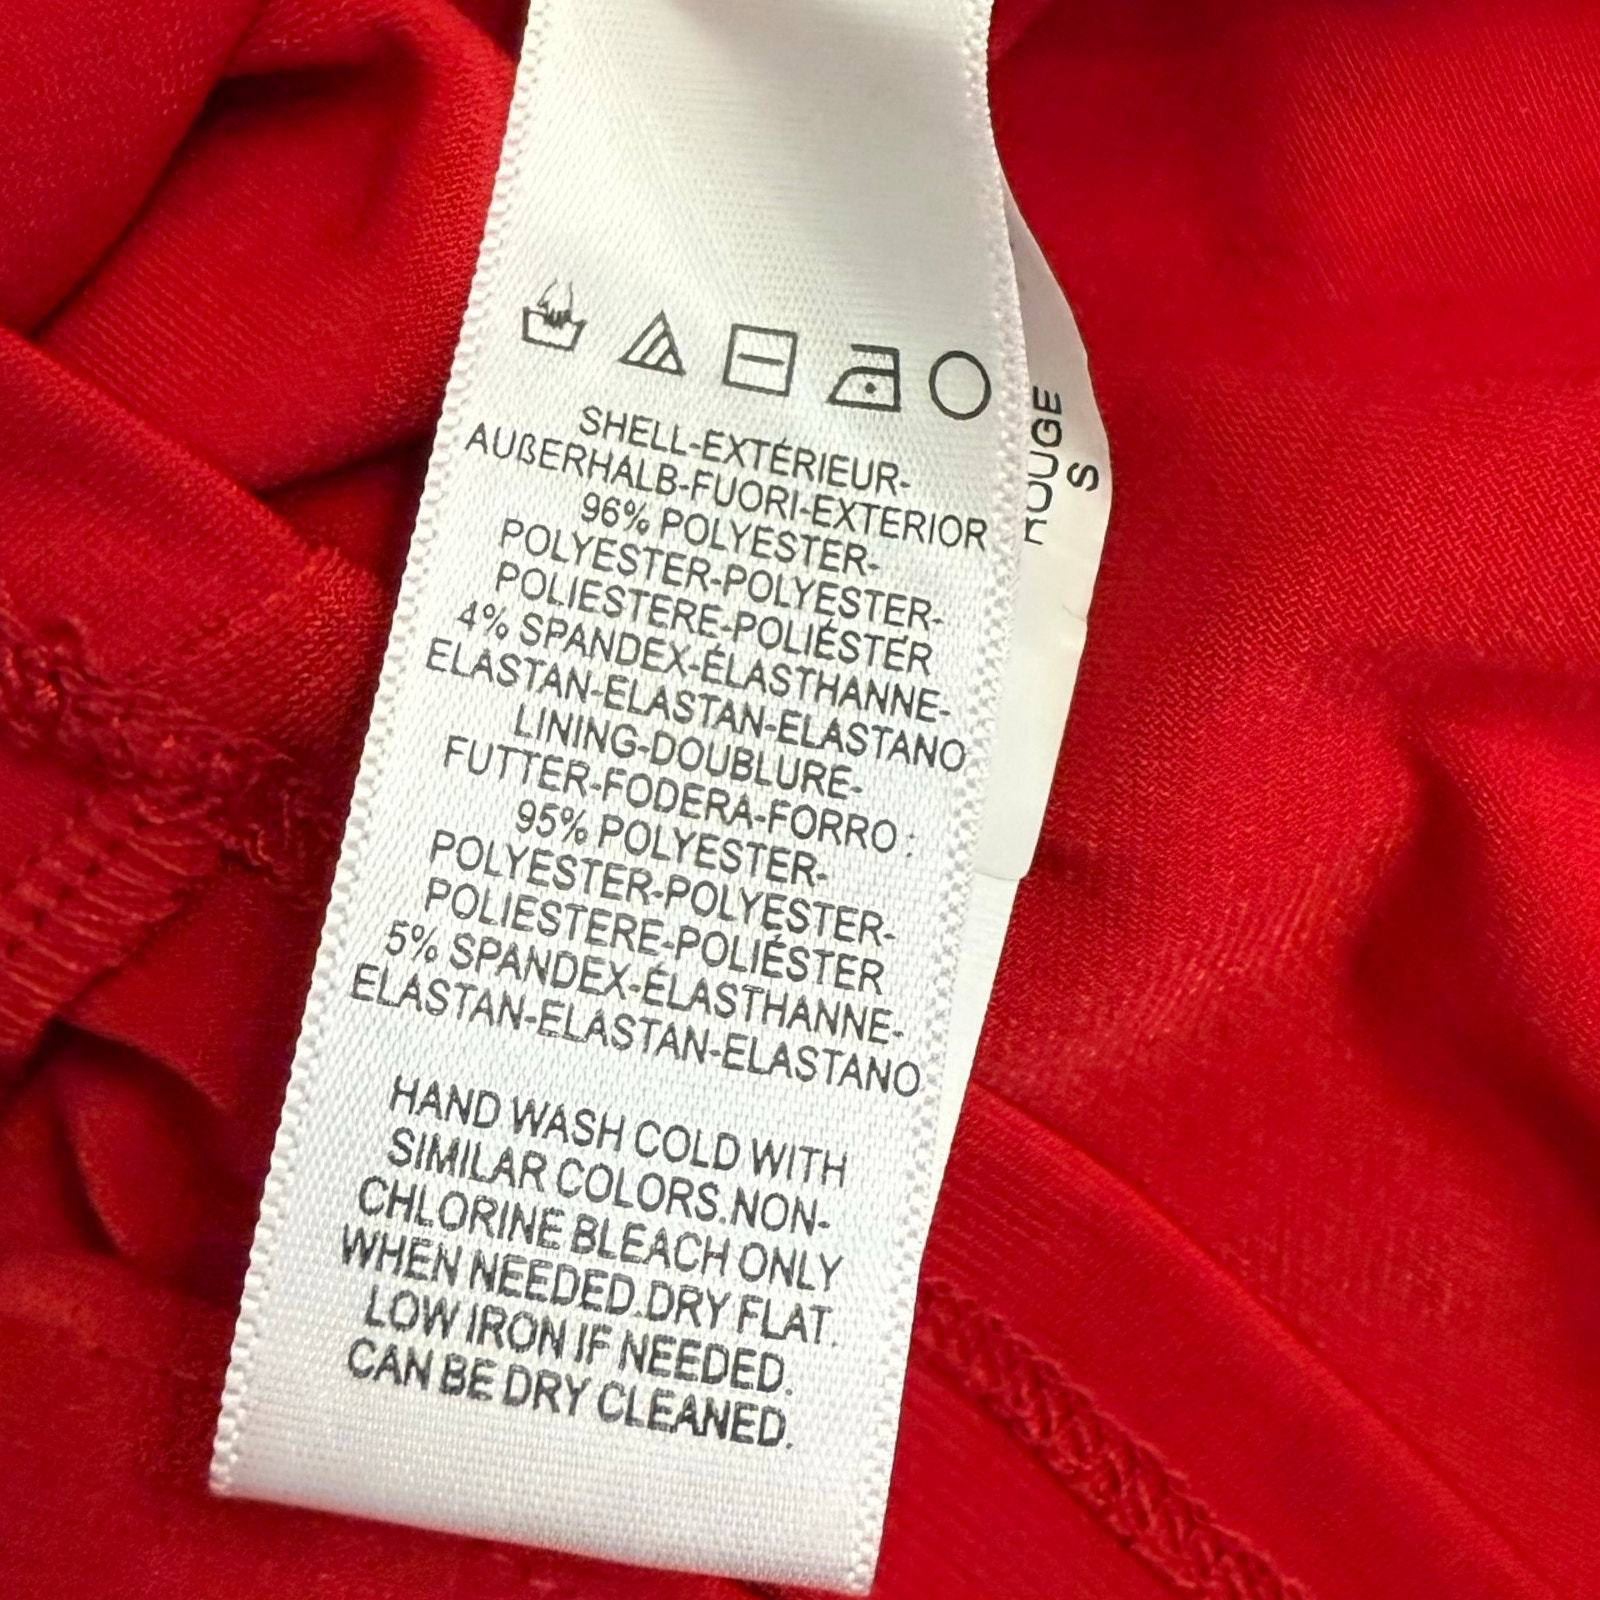 SHELL-EXTÉRIEUR-
AUßERHALB-FUORI-EXTERIOR
96% POLYESTER-
POLYESTER-POLYESTER-
POLIESTERE-POLIÉSTER
4% SPANDEX-ÉLASTHANNE-
ELASTAN-ELASTAN-ELASTANO
LINING-DOUBLURE-
FUTTER-FODERA-FORRO :
95% POLYESTER-
POLYESTER-POLYESTER-
POLIESTERE-POLIÉSTER
5% SPANDEX-ÉLASTHANNE-
ELASTAN-ELASTAN-ELASTANO
HAND WASH COLD WITH
SIMILAR COLORS.NON-
CHLORINE BLEACH ONLY
WHEN NEEDED.DRY FLAT.
LOW IRON IF NEEDED.
CAN BE DRY CLEANED.
ROUGE
S